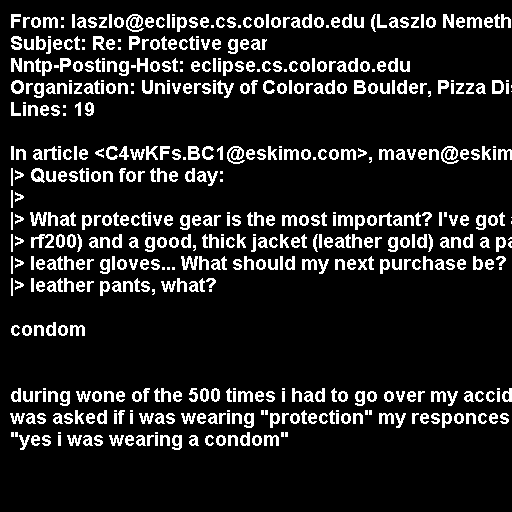 From: laszlo@eclipse.cs.colorado.edu (Laszlo Nemeth
Subject: Re: Protective gear
Nntp-Posting-Host: eclipse.cs.colorado.edu
Organization: University of Colorado Boulder, Pizza Di
Lines: 19
In article <C4wKFs.BC1@eskimo.com>, maven@eskim
|> Question for the day:
|>
|> What protective gear is the most important? I've got
|> rf200) and a good, thick jacket (leather gold) and a pa
|> leather gloves... What should my next purchase be?
|> leather pants, what?
condom
during wone of the 500 times i had to go over my accid
was asked if i was wearing "protection" my responces
"yes i was wearing a condom"